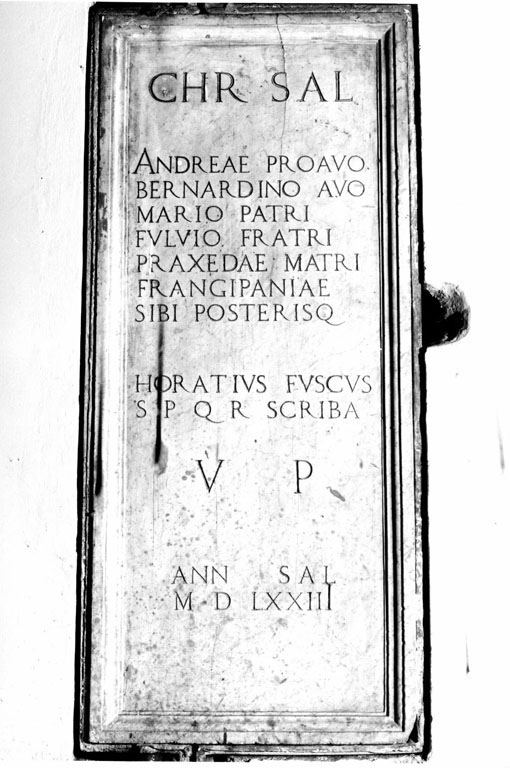 CHR SAL
ANDREAE PROAVO
BERNARDINO AVO
MARIO PATRI
FVLVIO FRATRI
PRAXEDAE MATRI
FRANGIPANIAE
SIBI POSTERISQ
HORATIVS FVSCVS
S P Q R SCRIBA
V P
ANN SAL
M D LXXIII